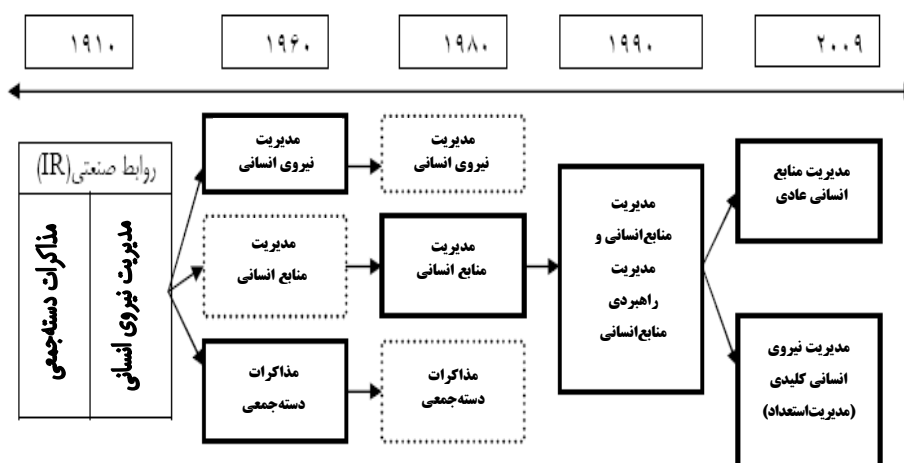 ۱۹۱۰
۱۹۶۰
۱۹۸۰
۱۹۹۰
۲۰۰۹
روابط صنعتی(IR)
مذاکرات دسته‌جمعی
مدیریت نیروی انسانی
مدیریت
نیروی انسانی
مدیریت
منابع انسانی
مذاکرات
دسته‌جمعی
مدیریت
نیروی انسانی
مدیریت
منابع انسانی
مذاکرات
دسته‌جمعی
مدیریت
منابع‌انسانی و
مدیریت
راهبردی
منابع‌انسانی
مدیریت منابع
انسانی عادی
مدیریت نیروی
انسانی کلیدی
(مدیریت‌استعداد)